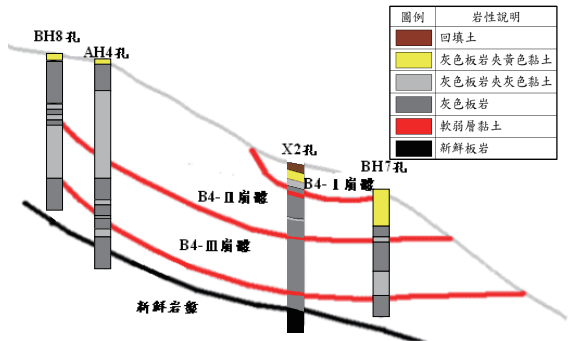 BH8孔
AH4孔
X2孔
B4-I崩體
BH7孔
B4-II崩體
B4-III崩體
新鮮岩盤
圖例 岩性說明
回填土
灰色板岩夾黃色黏土
灰色板岩夾灰色黏土
灰色板岩
軟弱層黏土
新鮮板岩